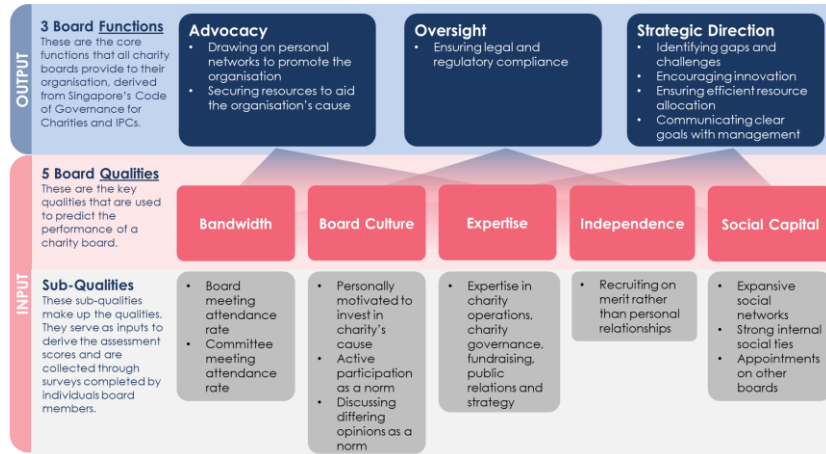 OUTPUT
3 Board Functions
These are the core
functions that all charity
boards provide to their
organisation, derived
from Singapore's Code
of Governance for
Charities and IPCs.
Advocacy
• Drawing on personal
networks to promote the
organisation
• Securing resources to aid
the organisation's cause
Oversight
• Ensuring legal and
regulatory compliance
Strategic Direction
• Identifying gaps and
challenges
• Encouraging innovation
• Ensuring efficient resource
allocation
• Communicating clear
goals with management
INPUT
5 Board Qualities
These are the key
qualities that are used
to predict the
performance of a
charity board.
Bandwidth
Board Culture
Expertise
Independence
Social Capital
Sub-Qualities
These sub-qualities
make up the qualities.
They serve as inputs to
derive the assessment
scores and are
collected through
surveys completed by
individuals board
members.
• Board
meeting
attendance
rate
• Committee
meeting
attendance
rate
• Personally
motivated to
invest in
charity's
cause
• Active
participation
as a norm
• Discussing
differing
opinions as a
norm
• Expertise in
charity
operations,
charity
governance,
fundraising,
public
relations and
strategy
• Recruiting on
merit rather
than personal
relationships
• Expansive
social
networks
• Strong internal
social ties
• Appointments
on other
boards